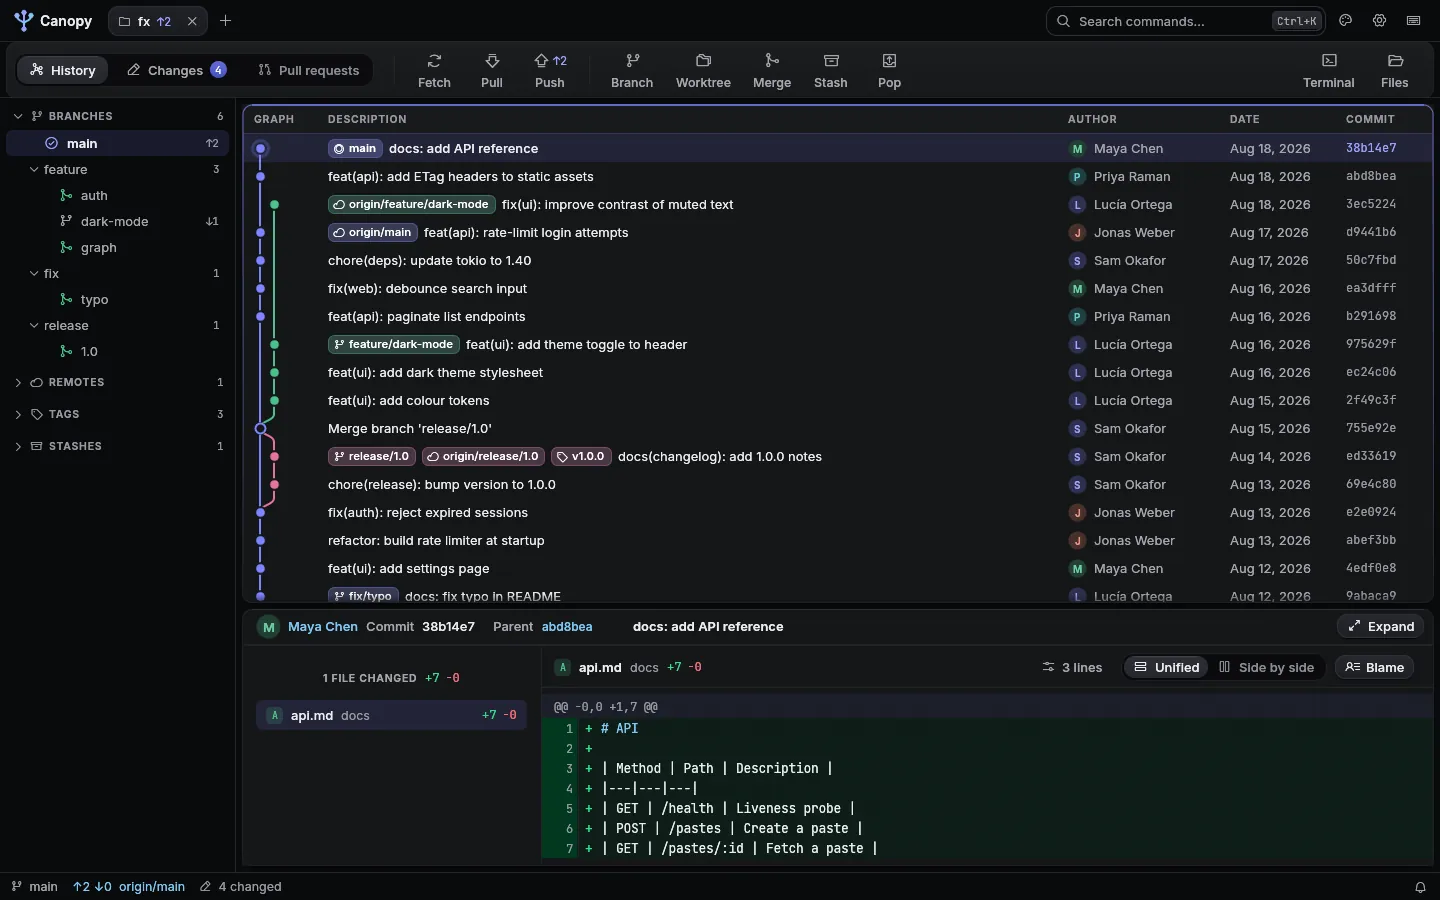 Canopy fx ↑2 Search commands... Ctrl+K
History Changes 4 Pull requests Fetch Pull Push ↑2 Branch Worktree Merge Stash Pop Terminal Files
BRANCHES 6
main ↑2
feature 3
auth
dark-mode ↓1
graph
fix 1
typo
release 1
1.0
REMOTES 1
TAGS 3
STASHES 1
GRAPH DESCRIPTION AUTHOR DATE COMMIT
main docs: add API reference M Maya Chen Aug 18, 2026 38b14e7
feat(api): add ETag headers to static assets P Priya Raman Aug 18, 2026 abd8bea
origin/feature/dark-mode fix(ui): improve contrast of muted text L Lucía Ortega Aug 18, 2026 3ec5224
origin/main feat(api): rate-limit login attempts J Jonas Weber Aug 17, 2026 d9441b6
chore(deps): update tokio to 1.40 S Sam Okafor Aug 17, 2026 50c7fbd
fix(web): debounce search input M Maya Chen Aug 16, 2026 ea3dfff
feat(api): paginate list endpoints P Priya Raman Aug 16, 2026 b291698
feature/dark-mode feat(ui): add theme toggle to header L Lucía Ortega Aug 16, 2026 975629f
feat(ui): add dark theme stylesheet L Lucía Ortega Aug 16, 2026 ec24c06
feat(ui): add colour tokens L Lucía Ortega Aug 15, 2026 2f49c3f
Merge branch 'release/1.0' S Sam Okafor Aug 15, 2026 755e92e
release/1.0 origin/release/1.0 v1.0.0 docs(changelog): add 1.0.0 notes S Sam Okafor Aug 14, 2026 ed33619
chore(release): bump version to 1.0.0 S Sam Okafor Aug 13, 2026 69e4c80
fix(auth): reject expired sessions J Jonas Weber Aug 13, 2026 e2e0924
refactor: build rate limiter at startup J Jonas Weber Aug 13, 2026 abef3bb
feat(ui): add settings page M Maya Chen Aug 12, 2026 4edf0e8
fix/typo docs: fix typo in README L Lucía Ortega Aug 12, 2026 9abaca9
M Maya Chen Commit 38b14e7 Parent abd8bea docs: add API reference Expand
1 FILE CHANGED +7 -0
A api.md docs +7 -0
A api.md docs +7 -0 3 lines Unified Side by side Blame
@@ -0,0 +1,7 @@
1 + # API
2 +
3 + | Method | Path | Description |
4 + |---|---|---|
5 + | GET | /health | Liveness probe |
6 + | POST | /pastes | Create a paste |
7 + | GET | /pastes/:id | Fetch a paste |
main ↑2 ↓0 origin/main 4 changed